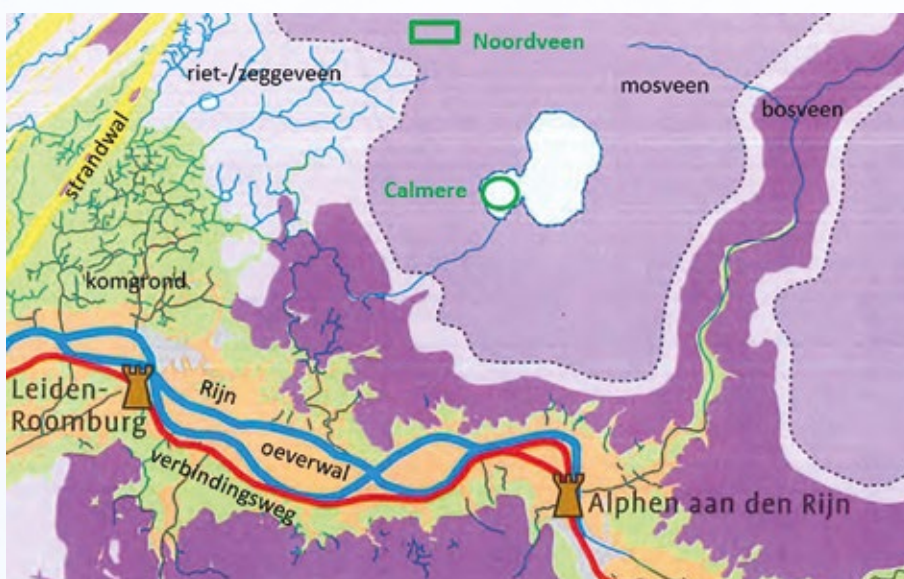 Noordveen
riet-/zeggeveen
mosveen
bosveen
strandwal
Calmere
komgrond
Leiden-
Roomburg
Rijn
oeverwal
verbindingsweg
Alphen aan den Rijn